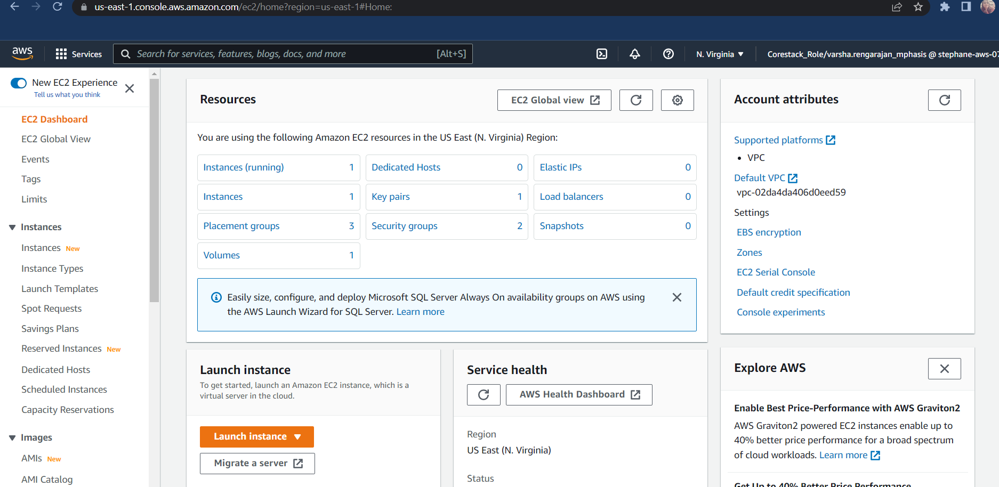 us-east-1.console.aws.amazon.com/ec2/home?region=us-east-1#Home:
aws
Services
Search for services, features, blogs, docs, and more
[Alt+S]
N. Virginia
Corestack_Role/varsha.rengarajan_mphasis @ stephane-aws-07
New EC2 Experience
Tell us what you think
EC2 Dashboard
EC2 Global View
Events
Tags
Limits
Instances
Instances New
Instance Types
Launch Templates
Spot Requests
Savings Plans
Reserved Instances New
Dedicated Hosts
Scheduled Instances
Capacity Reservations
Images
AMIs New
AMI Catalog
Resources
EC2 Global view
You are using the following Amazon EC2 resources in the US East (N. Virginia) Region:
Instances (running) 1
Dedicated Hosts 0
Elastic IPs 0
Instances 1
Key pairs 1
Load balancers 0
Placement groups 3
Security groups 2
Snapshots 0
Volumes 1
Easily size, configure, and deploy Microsoft SQL Server Always On availability groups on AWS using
the AWS Launch Wizard for SQL Server. Learn more
Launch instance
To get started, launch an Amazon EC2 instance, which is a
virtual server in the cloud.
Launch instance
Migrate a server
Service health
AWS Health Dashboard
Region
US East (N. Virginia)
Status
Account attributes
Supported platforms
• VPC
Default VPC
vpc-02da4da406d0eed59
Settings
EBS encryption
Zones
EC2 Serial Console
Default credit specification
Console experiments
Explore AWS
Enable Best Price-Performance with AWS Graviton2
AWS Graviton2 powered EC2 instances enable up to
40% better price performance for a broad spectrum
of cloud workloads. Learn more
Get Up to 40% Better Price Performance